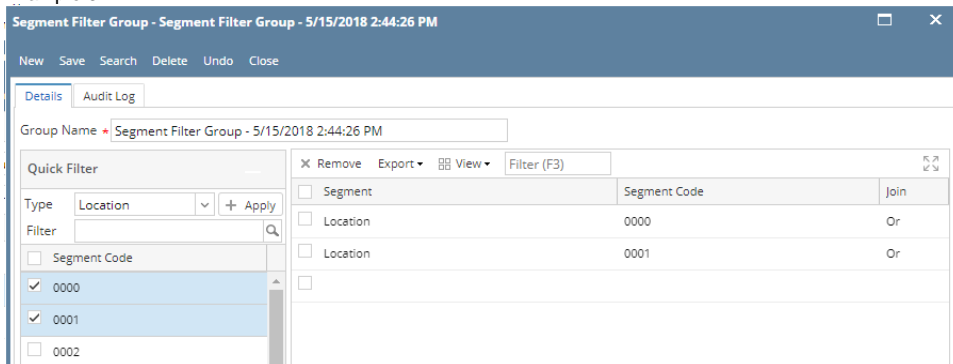 Segment Filter Group - Segment Filter Group - 5/15/2018 2:44:26 PM
New Save Search Delete Undo Close
Details Audit Log
Group Name * Segment Filter Group - 5/15/2018 2:44:26 PM
Quick Filter
Type Location + Apply
Filter
Segment Code
0000
0001
0002
Remove Export View Filter (F3)
Segment Segment Code Join
Location 0000 Or
Location 0001 Or